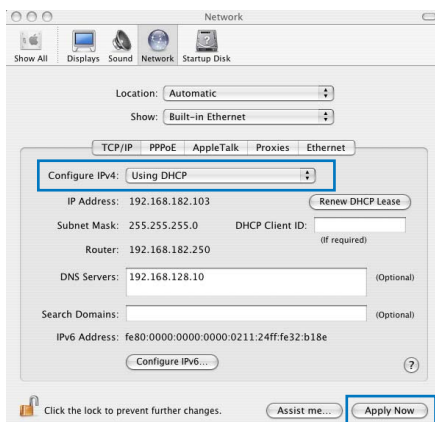 Network
Show All Displays Sound Network Startup Disk
Location: Automatic
Show: Built-in Ethernet
TCP/IP PPPoE AppleTalk Proxies Ethernet
Configure IPv4: Using DHCP
IP Address: 192.168.182.103 Renew DHCP Lease
Subnet Mask: 255.255.255.0 DHCP Client ID:
(If required)
Router: 192.168.182.250
DNS Servers: 192.168.128.10 (Optional)
Search Domains: (Optional)
IPv6 Address: fe80:0000:0000:0000:0211:24ff:fe32:b18e
Configure IPv6... ?
Click the lock to prevent further changes. Assist me... Apply Now